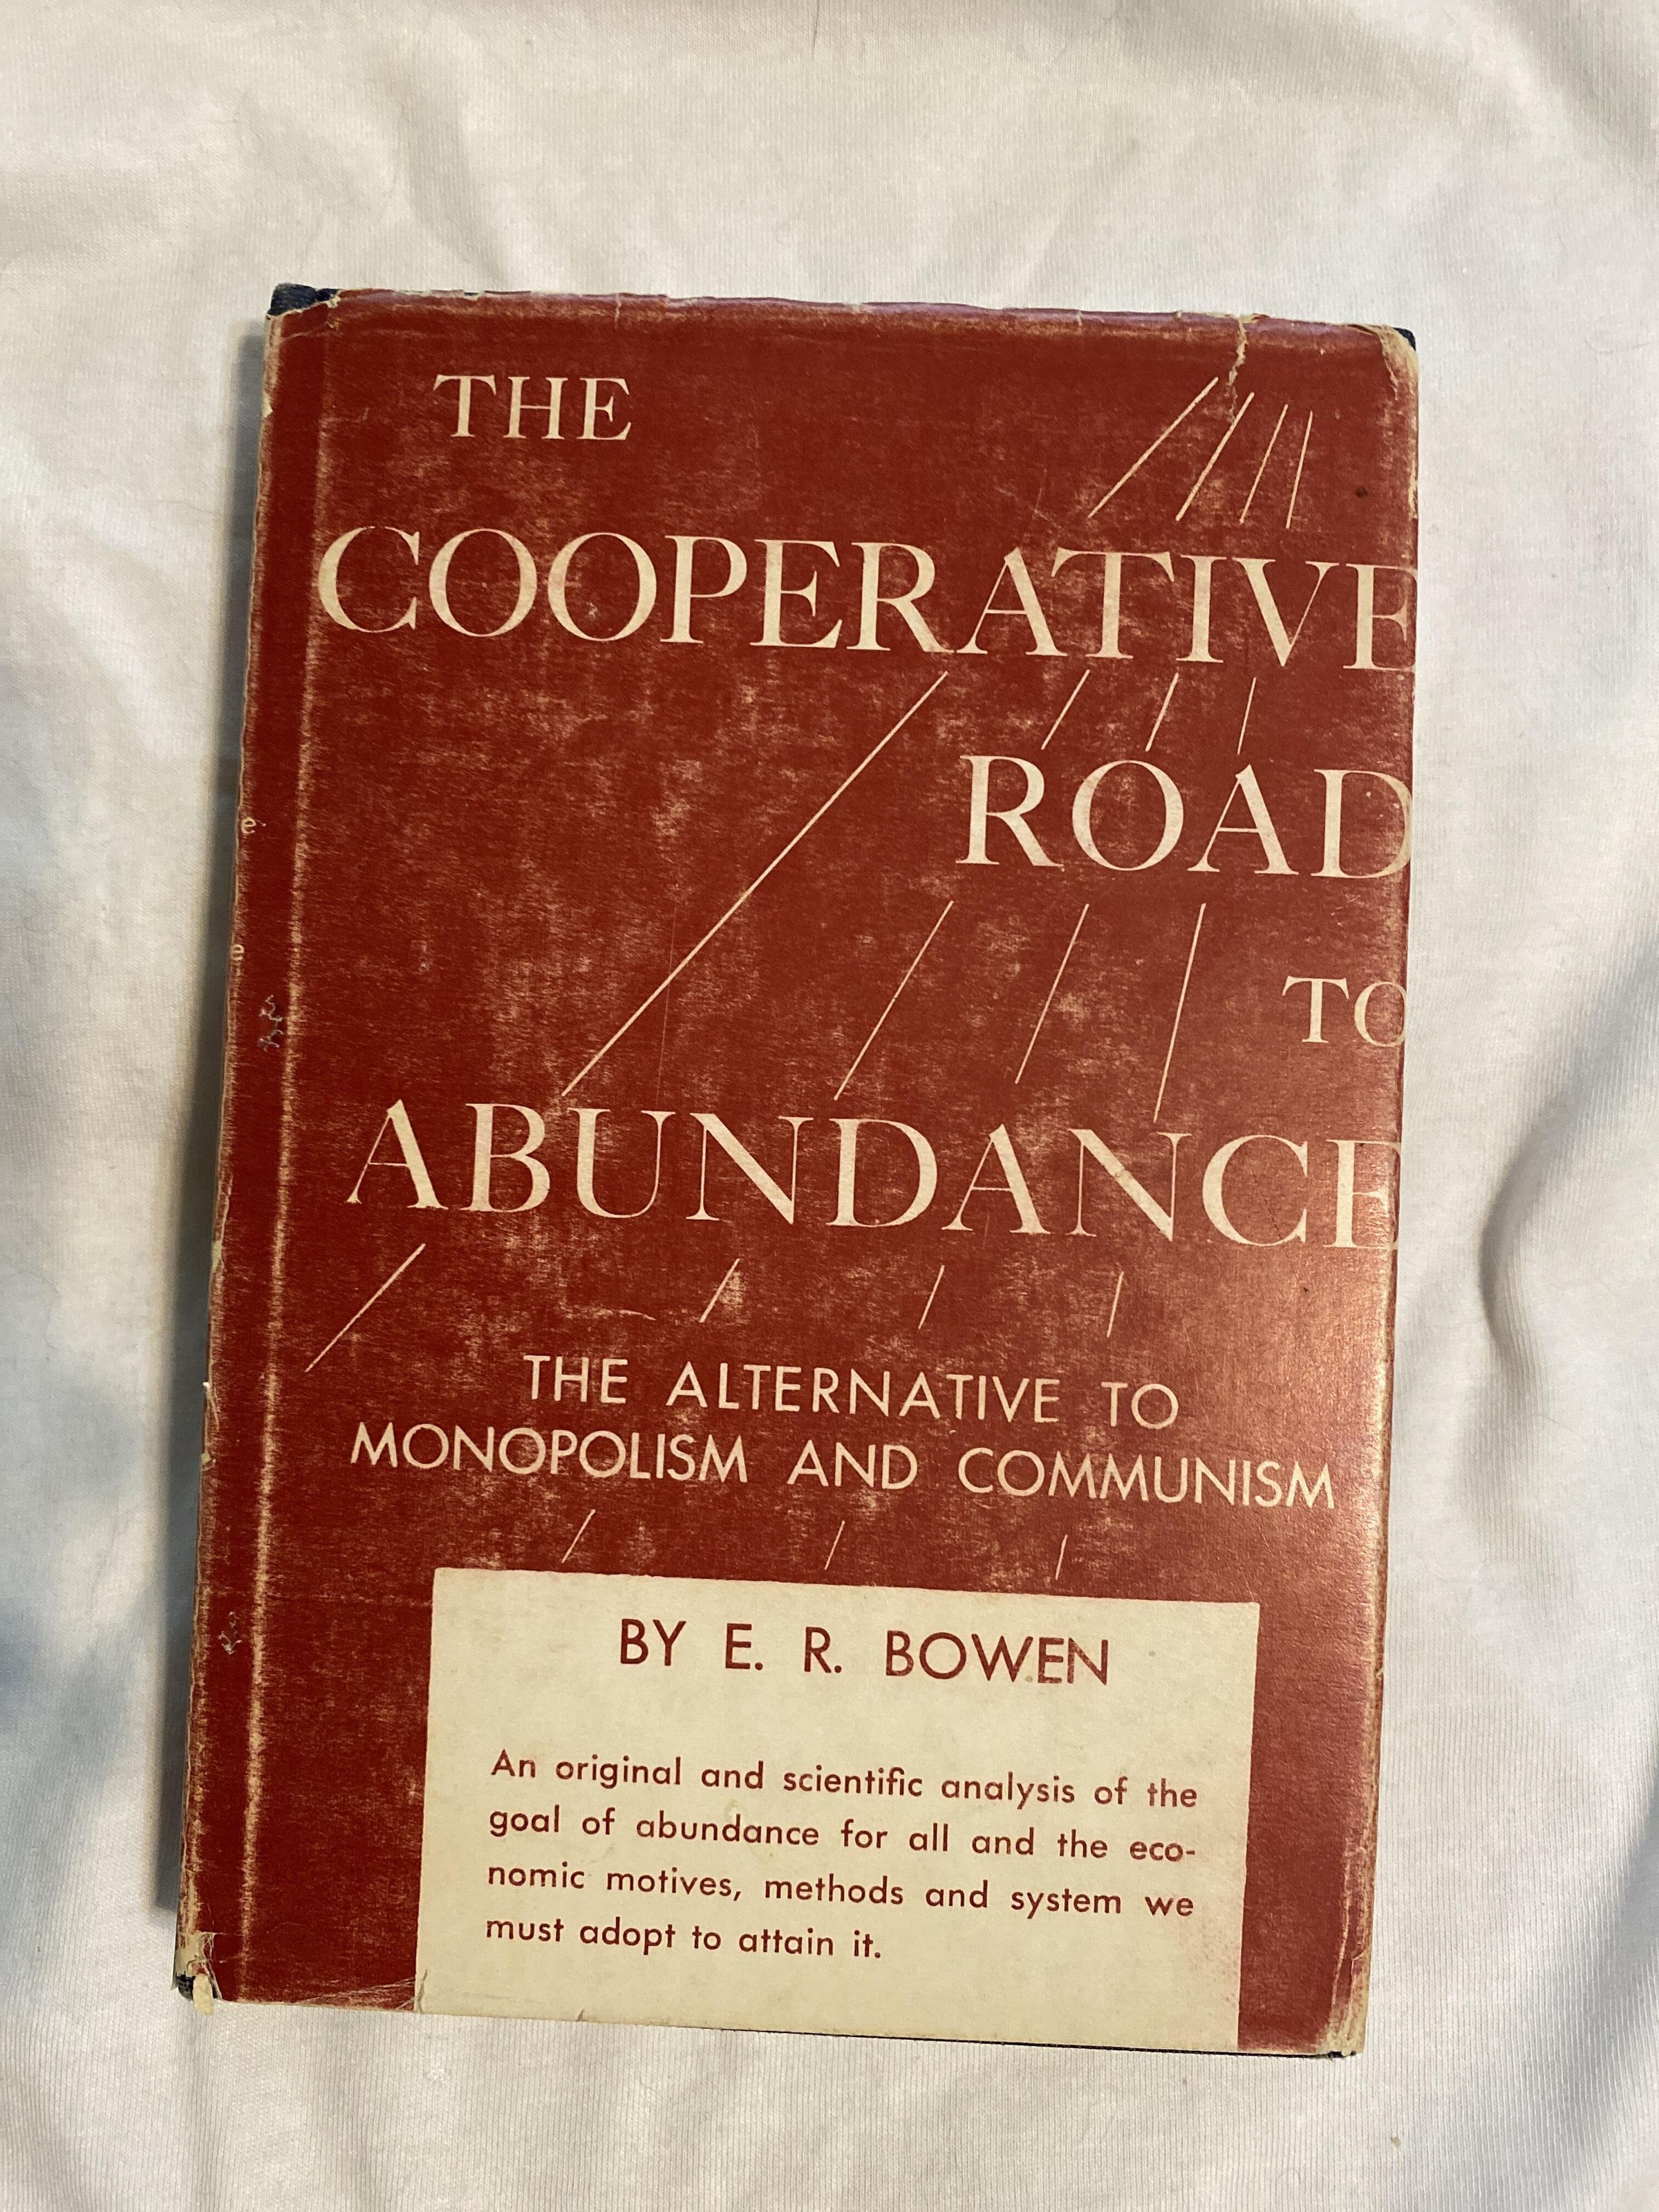 THE
COOPERATIVE
ROAD
TO
ABUNDANCE
THE ALTERNATIVE TO
MONOPOLISM AND COMMUNISM
BY E. R. BOWEN
An original and scientific analysis of the
goal of abundance for all and the eco-
nomic motives, methods and system we
must adopt to attain it.